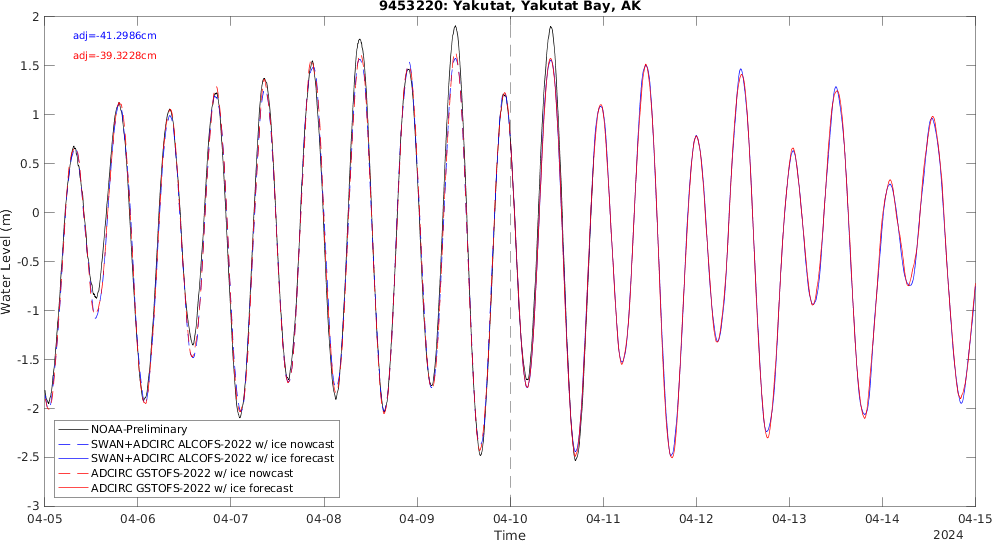 9453220: Yakutat, Yakutat Bay, AK
adj=-41.2986cm
adj=-39.3228cm
Water Level (m)
2
1.5
1
0.5
0
-0.5
-1
-1.5
-2
-2.5
-3
NOAA-Preliminary
SWAN+ADCIRC ALCOFS-2022 w/ ice nowcast
SWAN+ADCIRC ALCOFS-2022 w/ ice forecast
ADCIRC GSTOFS-2022 w/ ice nowcast
ADCIRC GSTOFS-2022 w/ ice forecast
04-05 04-06 04-07 04-08 04-09 04-10 04-11 04-12 04-13 04-14 04-15
Time
2024